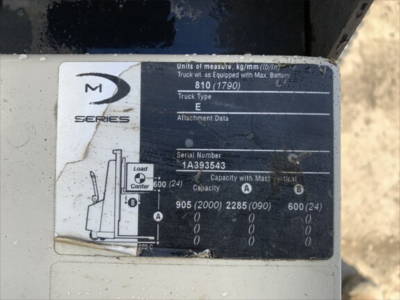 Units of measure, kg/mm (lb/in)
Truck wt. as Equipped with Max. Battery
810 (1790)
Truck Type
E
Attachment Data
M
SERIES
Serial Number
1A393543
Capacity with Mast Vertical
Capacity A B
905 (2000) 2285 (090) 600 (24)
0 0 0
0 0 0
0 0 0
Load
Center
600 (24)
B
A